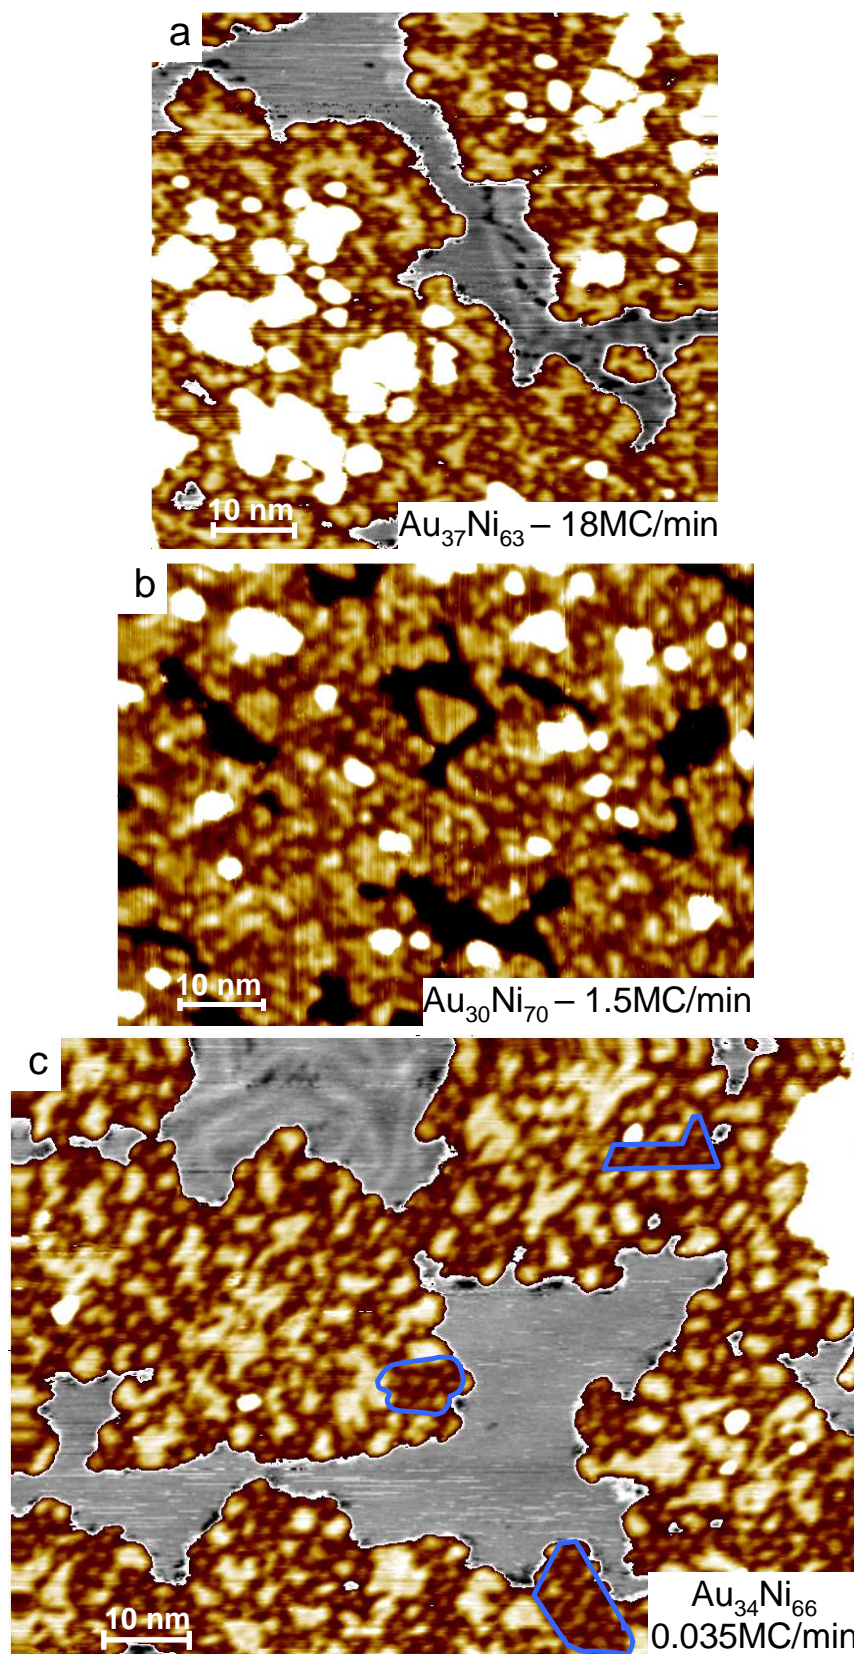 a
10 nm
Au₃₇Ni₆₃ – 18MC/min
b
10 nm
Au₃₀Ni₇₀ – 1.5MC/min
c
10 nm
Au₃₄Ni₆₆
0.035MC/min